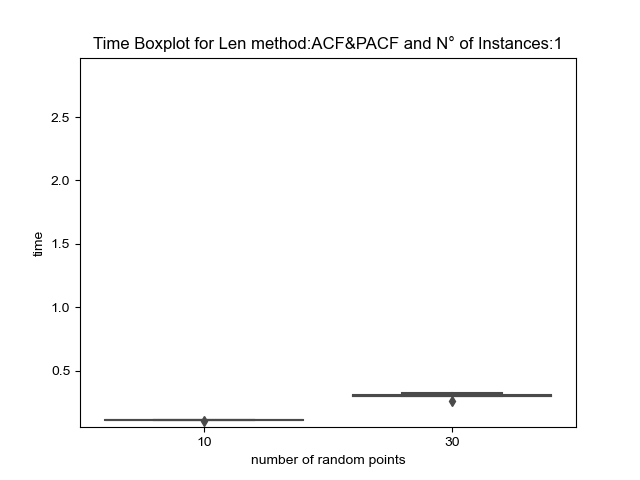 Time Boxplot for Len method:ACF&PACF and N° of Instances:1
2.5
2.0
1.5
1.0
0.5
time
10
30
number of random points